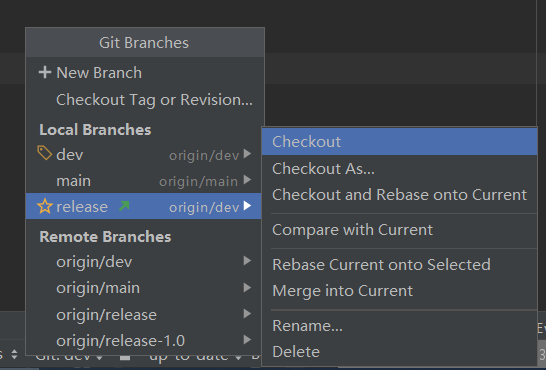 Git Branches
New Branch
Checkout Tag or Revision...
Local Branches
dev origin/dev
main origin/main
release origin/dev
Remote Branches
origin/dev
origin/main
origin/release
origin/release-1.0
Checkout
Checkout As...
Checkout and Rebase onto Current
Compare with Current
Rebase Current onto Selected
Merge into Current
Rename...
Delete
Git: dev up-to-date